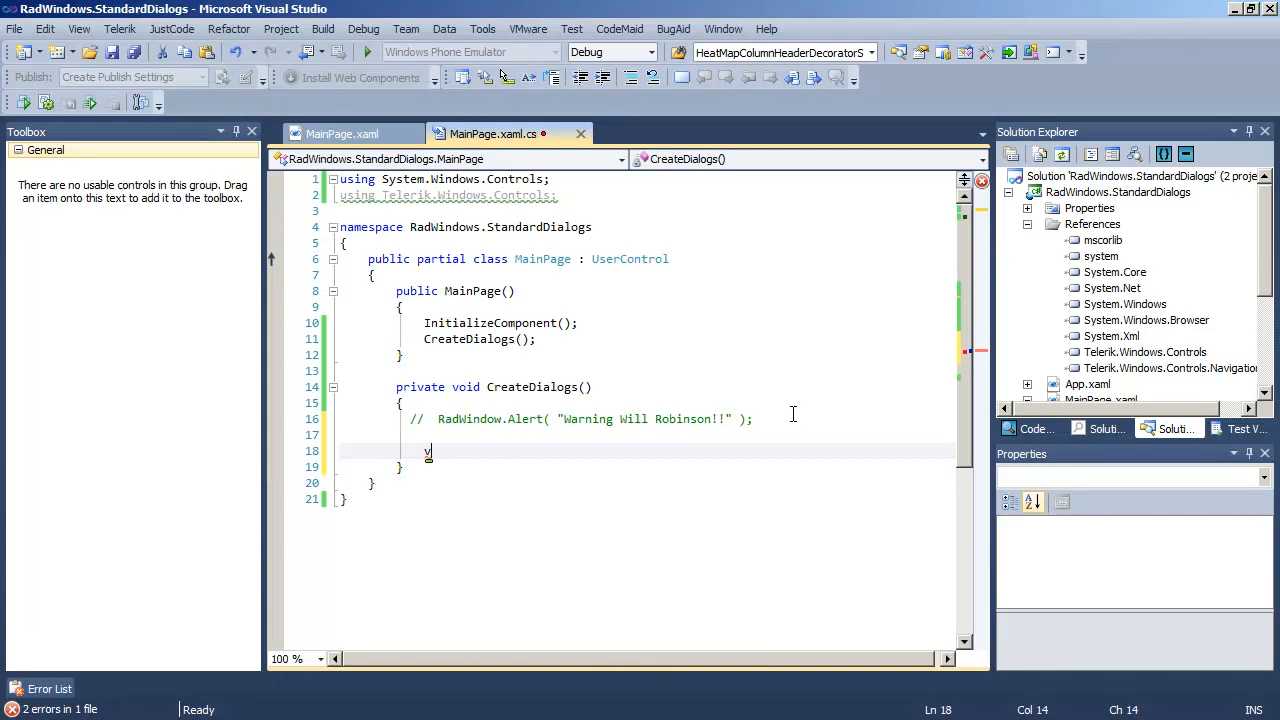 RadWindows.StandardDialogs - Microsoft Visual Studio
File Edit View Telerik JustCode Refactor Project Build Debug Team Data Tools VMware Architecture Test CodeMaid BugAid Window Help
Windows Phone Emulator Debug HeatMapColumnHeaderDecoratorS
Publish: Create Publish Settings Install Web Components
Toolbox
General
There are no usable controls in this group. Drag
an item onto this text to add it to the toolbox.
MainPage.xaml MainPage.xaml.cs
RadWindows.StandardDialogs.MainPage CreateDialogs()
1 using System.Windows.Controls;
2 using Telerik.Windows.Controls;
3
4 namespace RadWindows.StandardDialogs
5 {
6 public partial class MainPage : UserControl
7 {
8 public MainPage()
9 {
10 InitializeComponent();
11 CreateDialogs();
12 }
13
14 private void CreateDialogs()
15 {
16 // RadWindow.Alert( "Warning Will Robinson!!" );
17
18 v
19 }
20 }
21 }
100 %
Solution Explorer
Solution 'RadWindows.StandardDialogs' (2 proje
RadWindows.StandardDialogs
Properties
References
mscorlib
system
System.Core
System.Net
System.Windows
System.Windows.Browser
System.Xml
Telerik.Windows.Controls
Telerik.Windows.Controls.Navigation
App.xaml
MainPage.xaml
Code... Soluti... Soluti... Test V...
Properties
Error List
2 errors in 1 file Ready Ln 18 Col 14 Ch 14 INS